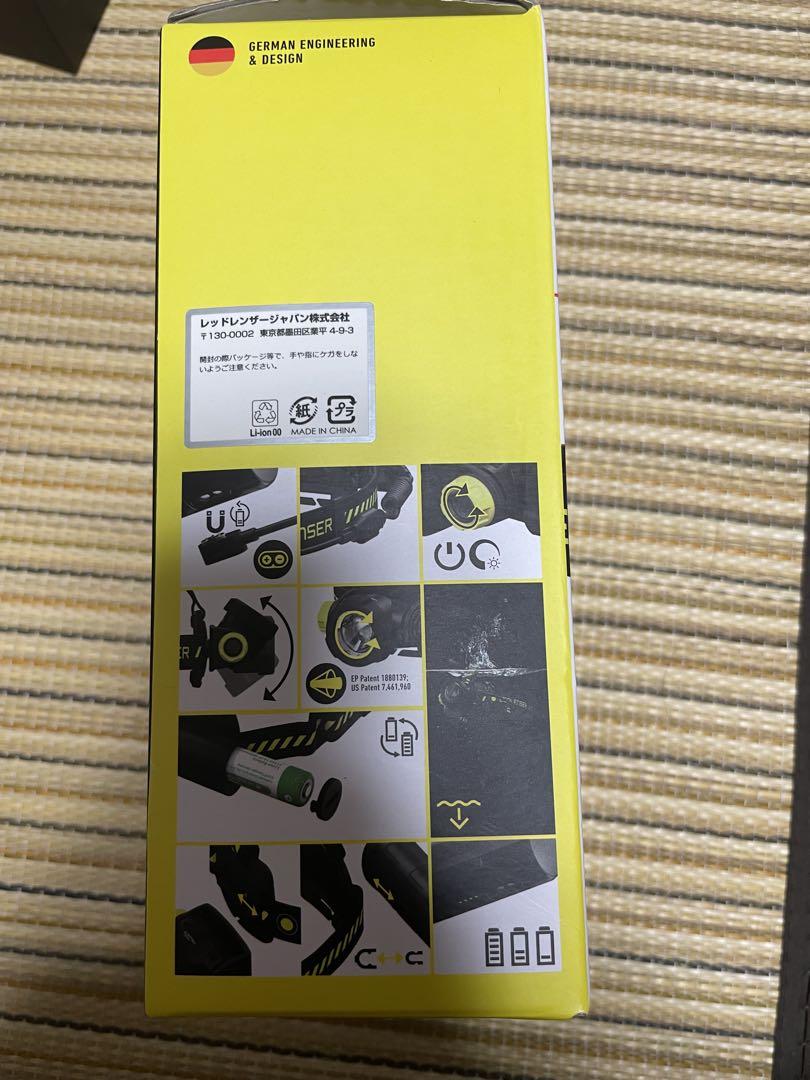 GERMAN ENGINEERING
& DESIGN
レッドレンザージャパン株式会社
〒130-0002 東京都墨田区業平 4-9-3
開封の際パッケージ等で、手や指にケガをしな
いようご注意ください。
紙
プラ
Li-ion 00 MADE IN CHINA
NSER
ER
EP Patent 1880139;
US Patent 7,461,960